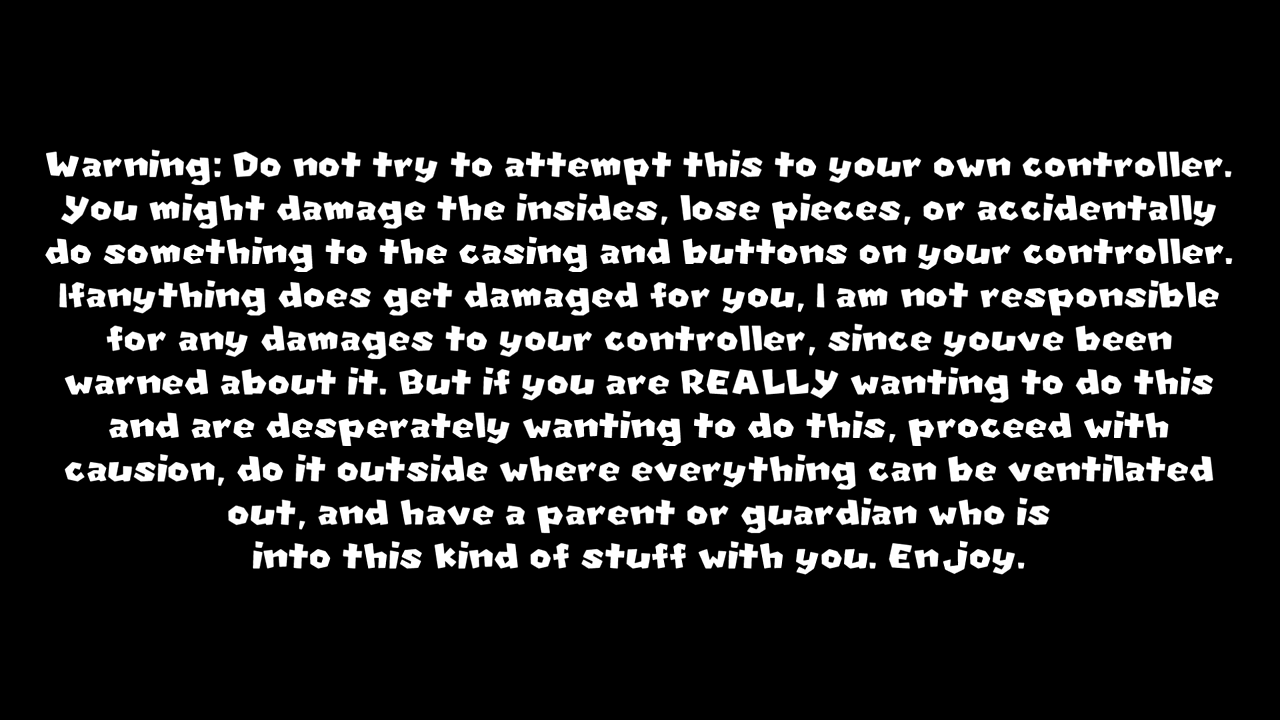 Warning: Do not try to attempt this to your own controller.
You might damage the insides, lose pieces, or accidentally
do something to the casing and buttons on your controller.
Ifanything does get damaged for you, I am not responsible
for any damages to your controller, since youve been
warned about it. But if you are REALLY wanting to do this
and are desperately wanting to do this, proceed with
causion, do it outside where everything can be ventilated
out, and have a parent or guardian who is
into this kind of stuff with you. Enjoy.